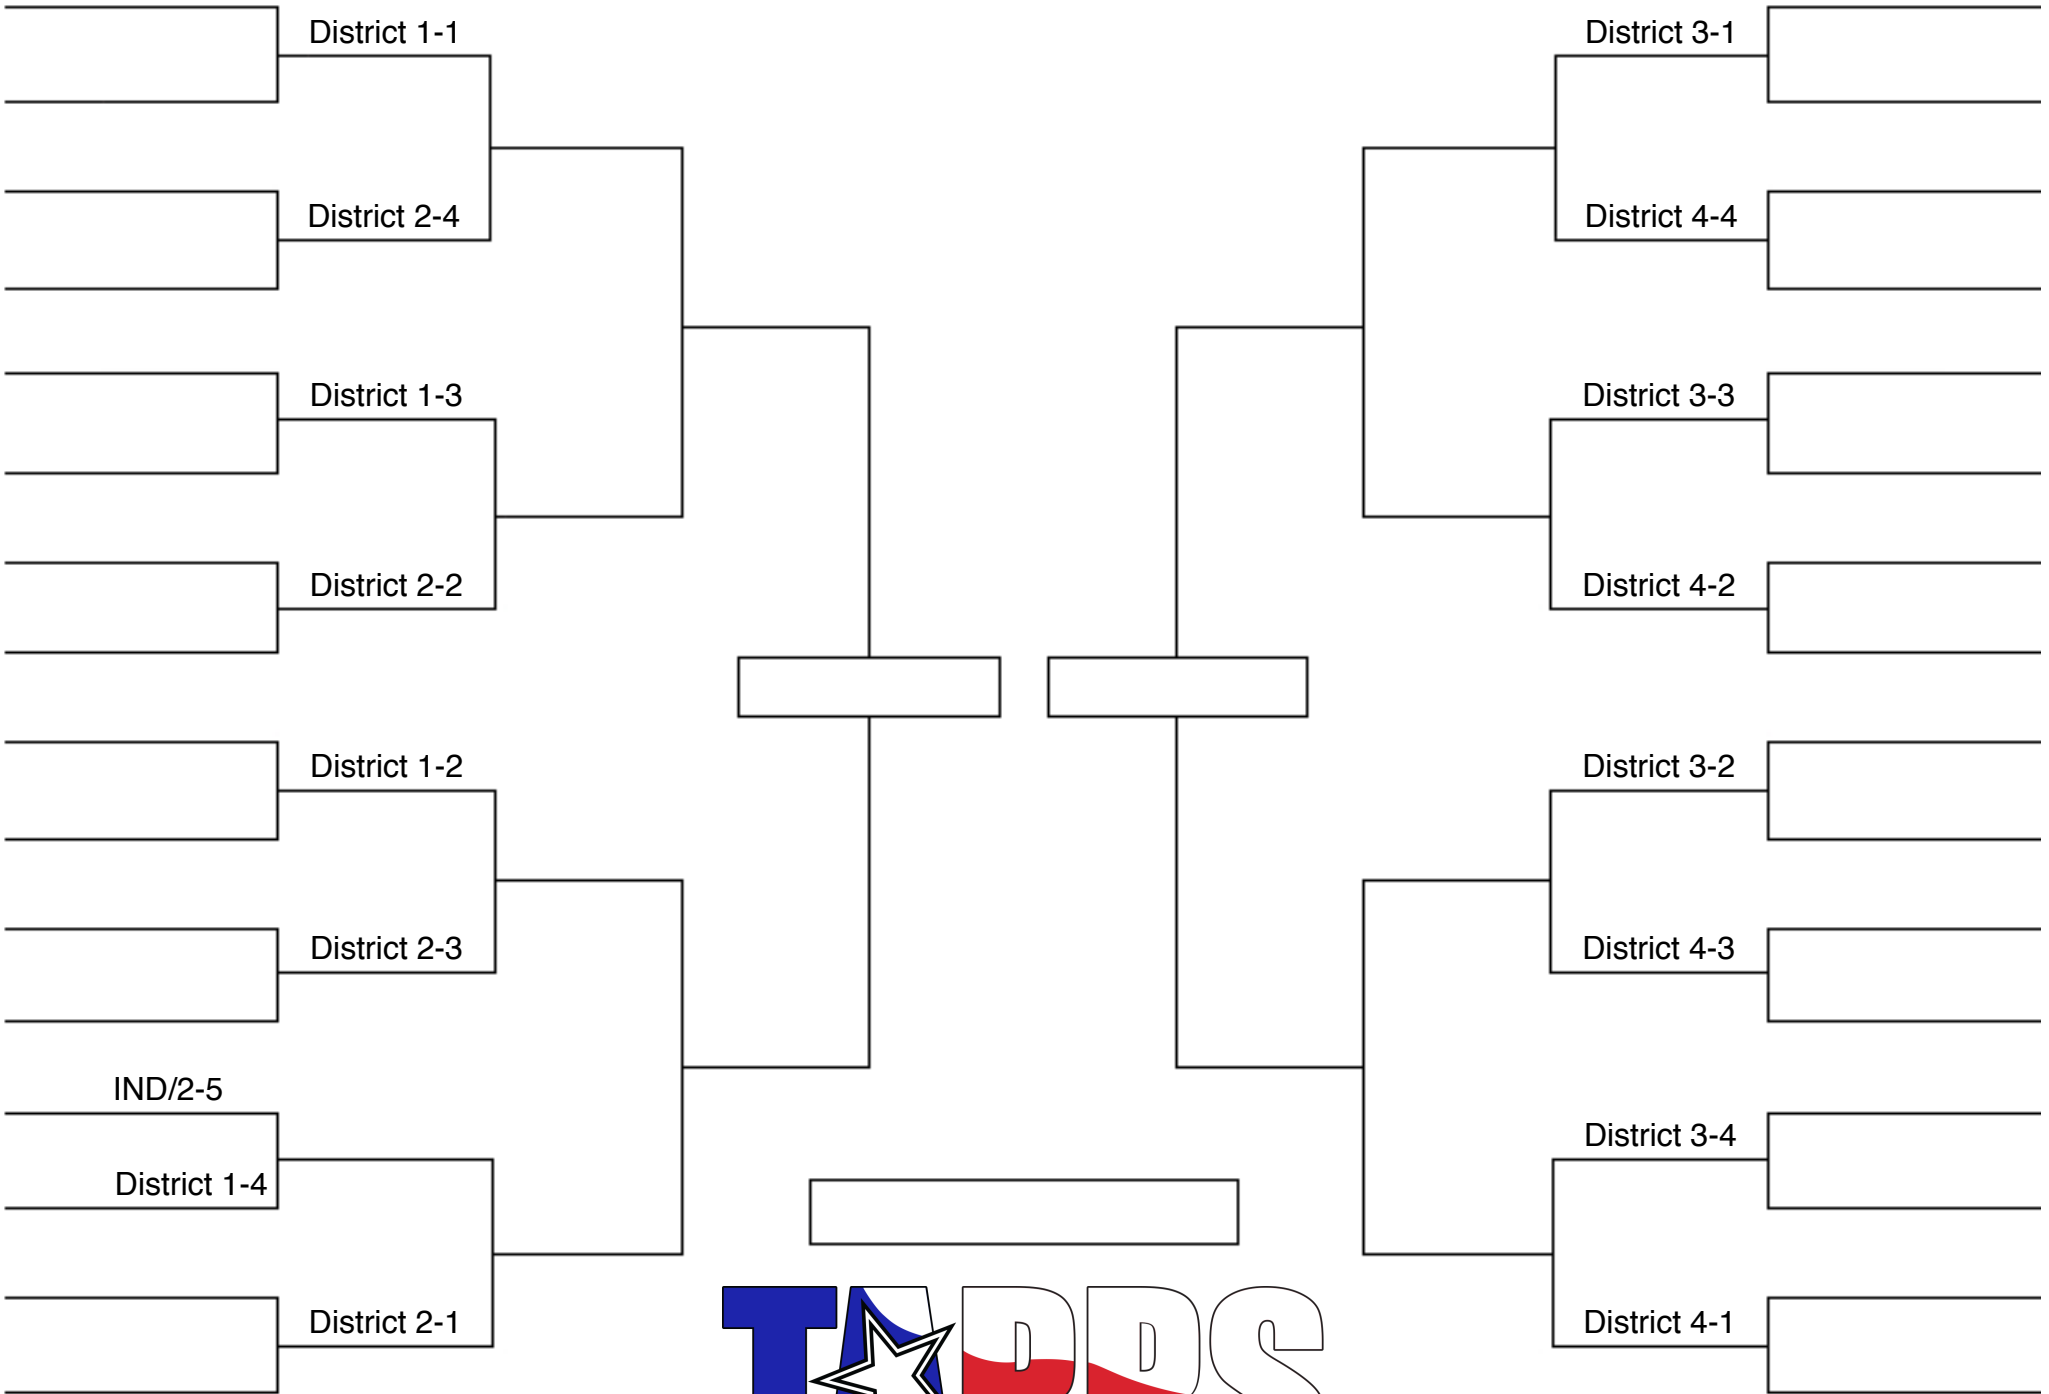 District 1-1
District 2-4
District 1-3
District 2-2
District 1-2
District 2-3
IND/2-5
District 1-4
District 2-1
District 3-1
District 4-4
District 3-3
District 4-2
District 3-2
District 4-3
District 3-4
District 4-1
TAPPS